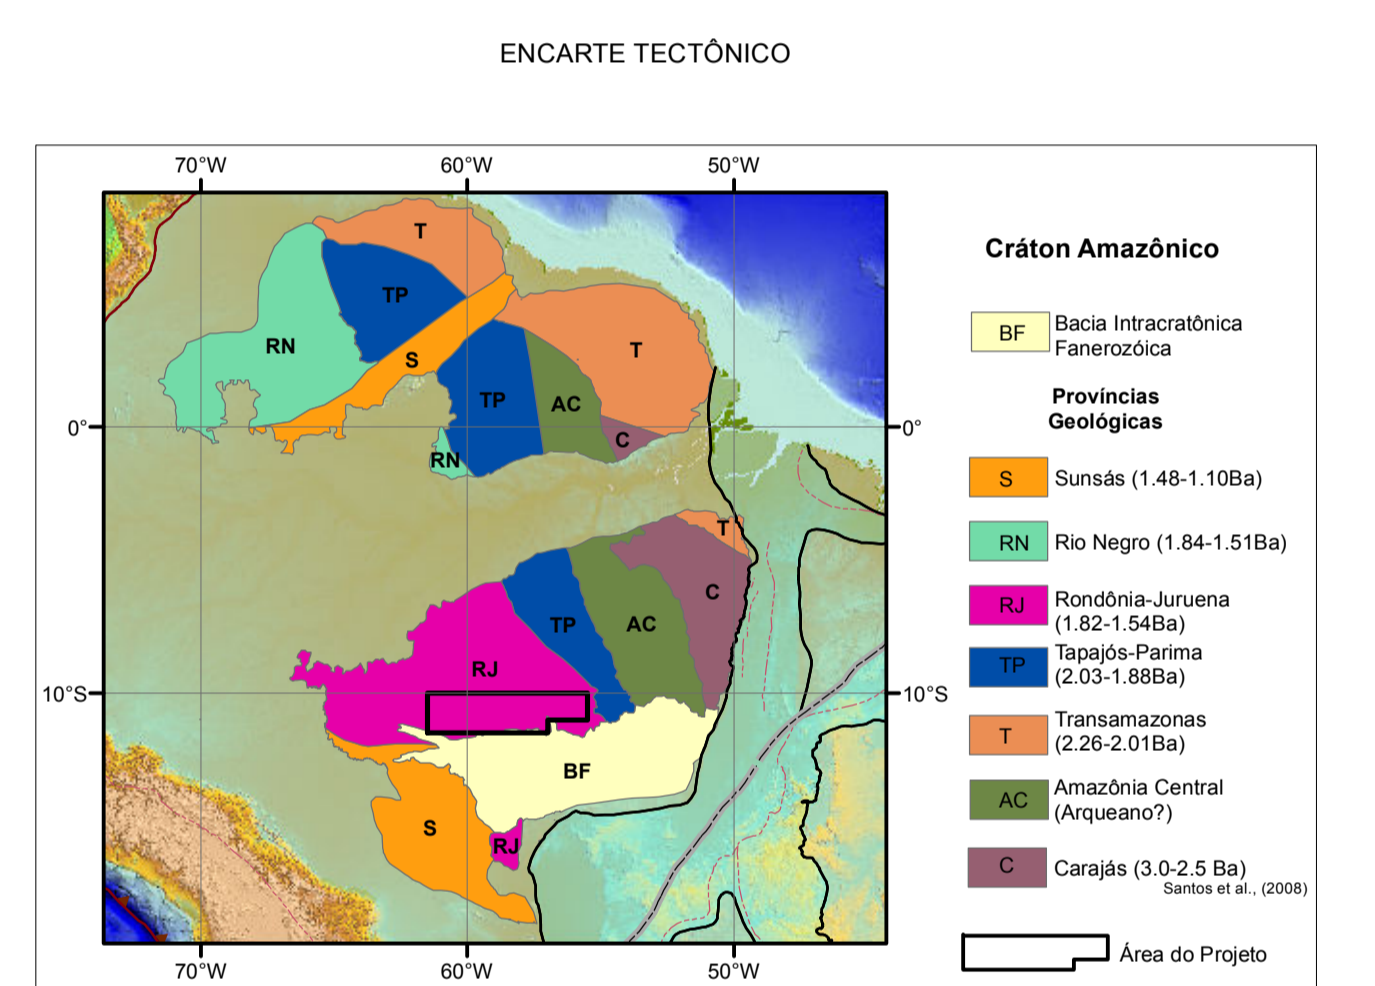 ENCARTE TECTÔNICO
70°W 60°W 50°W
T
TP
RN
S
T
TP
AC
0° 0°
C
RN
T
C
TP
AC
RJ
10°S 10°S
BF
S
RJ
70°W 60°W 50°W
Cráton Amazônico
BF Bacia Intracratônica
Fanerozóica
Províncias
Geológicas
S Sunsás (1.48-1.10Ba)
RN Rio Negro (1.84-1.51Ba)
RJ Rondônia-Juruena
(1.82-1.54Ba)
TP Tapajós-Parima
(2.03-1.88Ba)
T Transamazonas
(2.26-2.01Ba)
AC Amazônia Central
(Arqueano?)
C Carajás (3.0-2.5 Ba)
Santos et al., (2008)
Área do Projeto